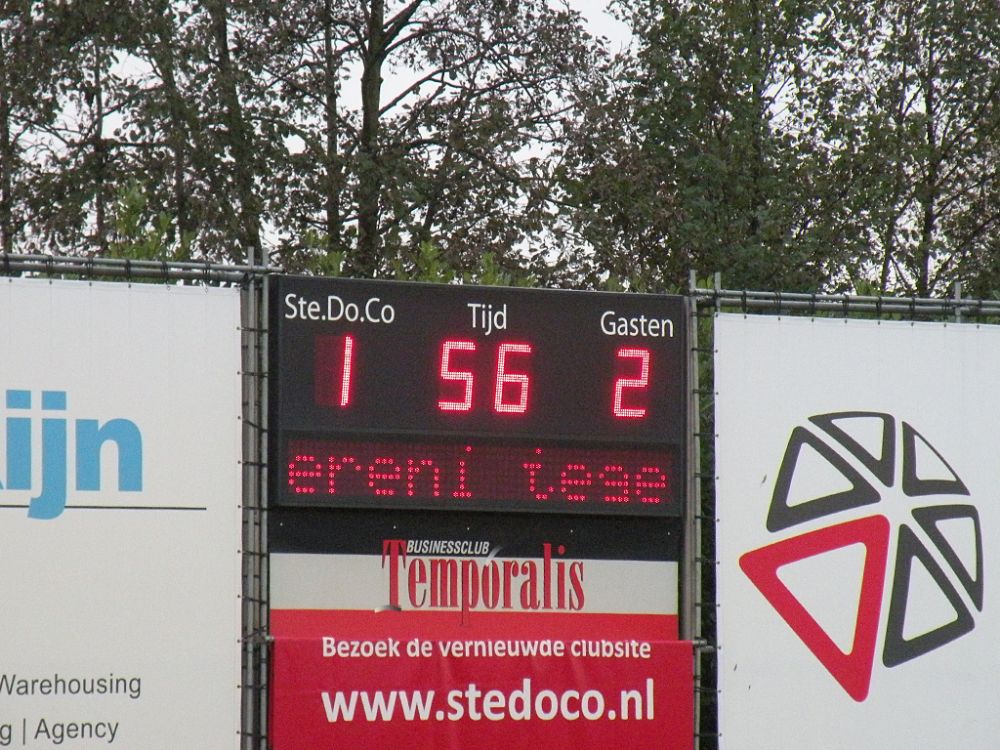 Ste.Do.Co Tijd Gasten
1 56 2
ereni tese
BUSINESSCLUB
Temporalis
Bezoek de vernieuwde clubsite
www.stedoco.nl
ijn
Warehousing
g | Agency